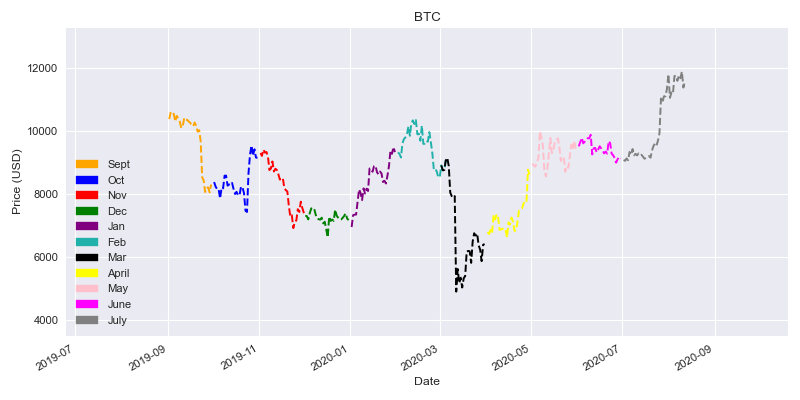 BTC
Price (USD)
12000
10000
8000
6000
4000
Sept
Oct
Nov
Dec
Jan
Feb
Mar
April
May
June
July
2019-07
2019-09
2019-11
2020-01
2020-03
2020-05
2020-07
2020-09
Date